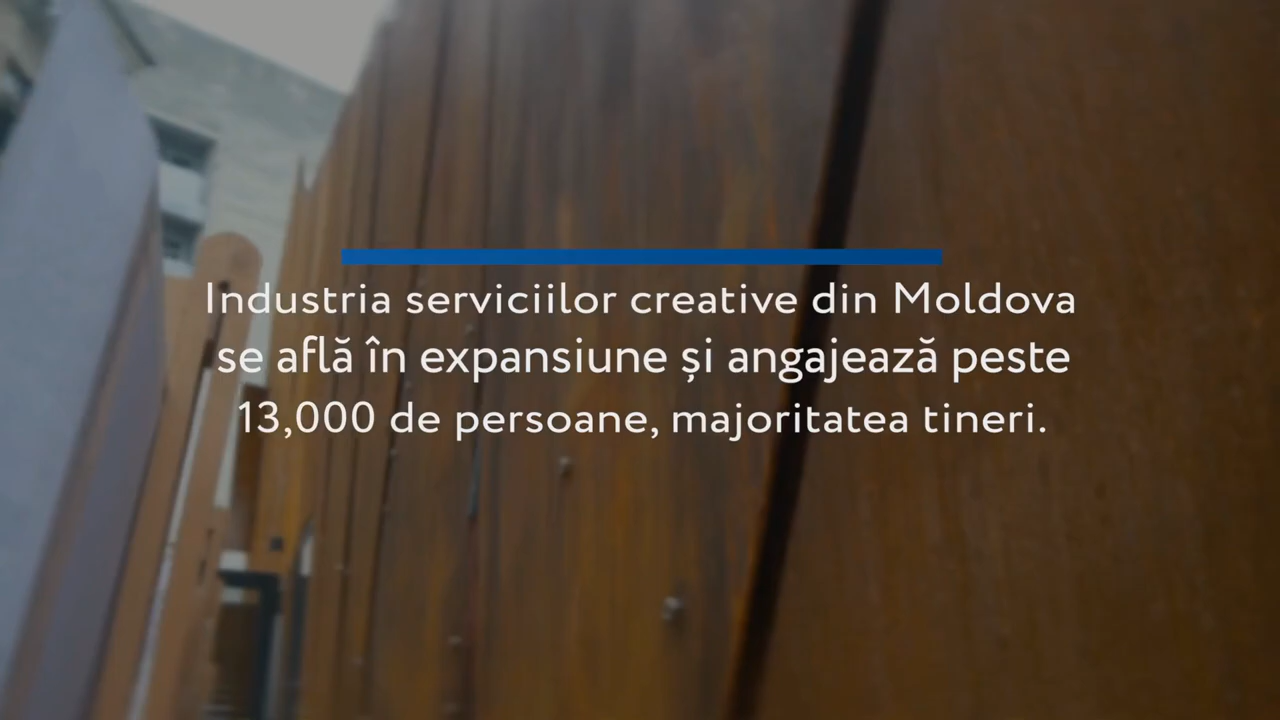 Industria serviciilor creative din Moldova
se află în expansiune și angajează peste
13,000 de persoane, majoritatea tineri.